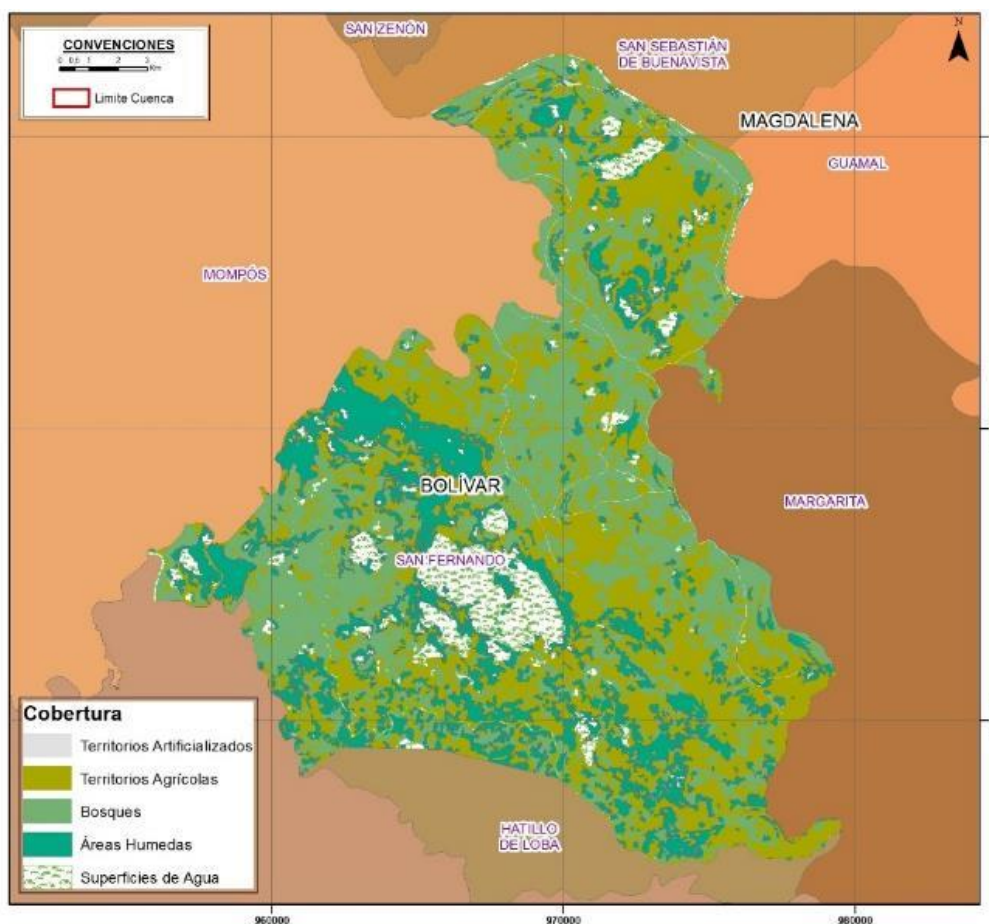 CONVENCIONES
0 0,5 1 2 3
Km
Limite Cuenca
SAN ZENÓN
SAN SEBASTIÁN
DE BUENAVISTA
N
MAGDALENA
GUAMAL
MOMPÓS
BOLÍVAR
MARGARITA
SAN FERNANDO
HATILLO
DE LOBA
Cobertura
Territorios Artificializados
Territorios Agrícolas
Bosques
Áreas Humedas
Superficies de Agua
960000
970000
980000